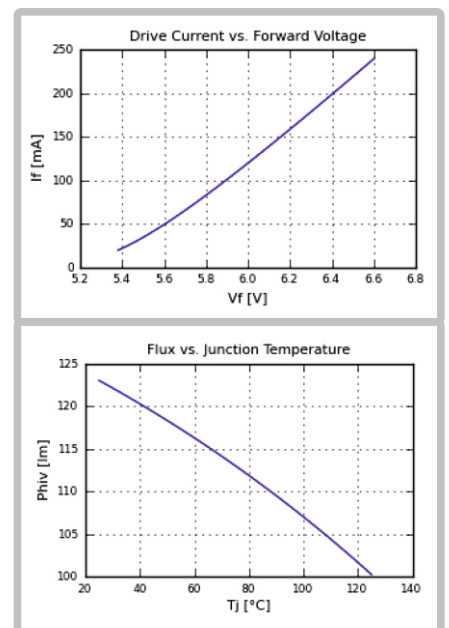 Drive Current vs. Forward Voltage
250
200
150
100
50
0
If [mA]
5.2 5.4 5.6 5.8 6.0 6.2 6.4 6.6 6.8
Vf [V]
Flux vs. Junction Temperature
125
120
115
110
105
100
Phiv [lm]
20 40 60 80 100 120 140
Tj [°C]